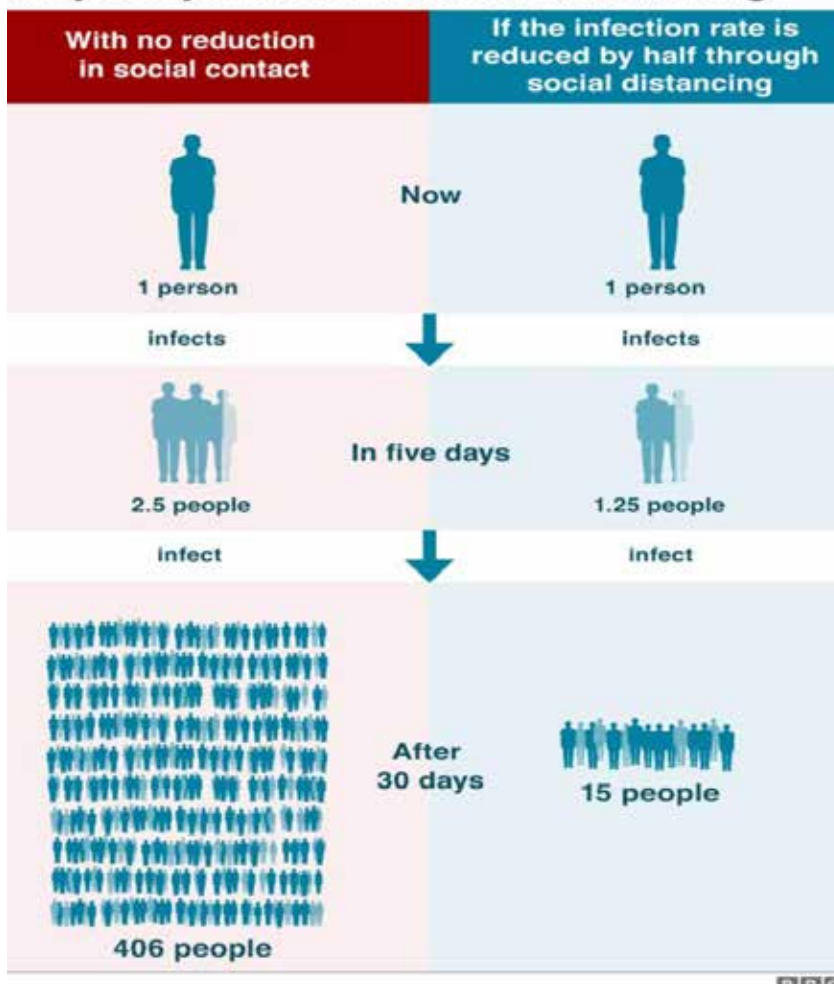 With no reduction
in social contact
If the infection rate is
reduced by half through
social distancing
Now
1 person
1 person
infects
infects
In five days
2.5 people
1.25 people
infect
infect
After
30 days
406 people
15 people